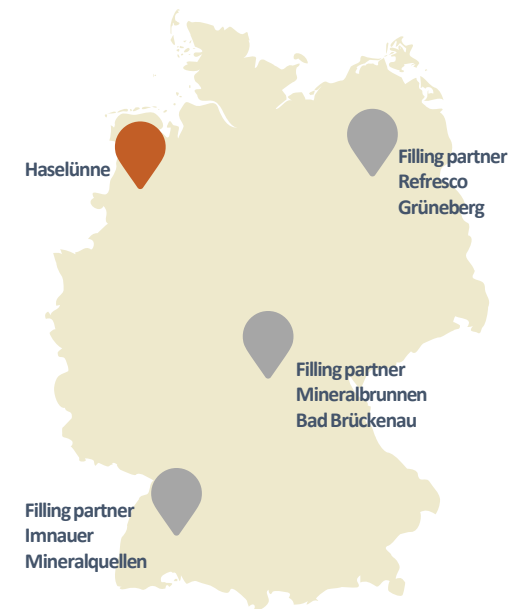 Haselünne
Filling partner
Refresco
Grüneberg
Filling partner
Mineralbrunnen
Bad Brückenau
Filling partner
Imnauer
Mineralquellen